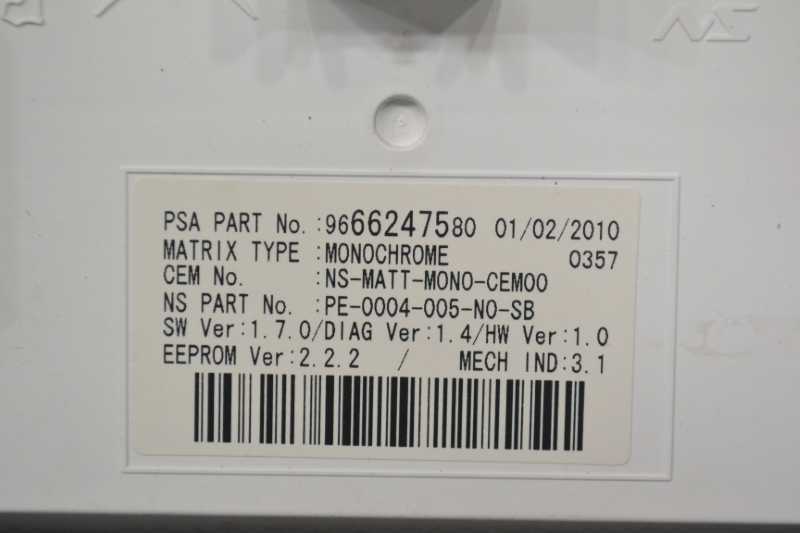 PSA PART No.:9666247580 01/02/2010
MATRIX TYPE :MONOCHROME 0357
CEM No. :NS-MATT-MONO-CEM00
NS PART No. :PE-0004-005-N0-SB
SW Ver:1.7.0/DIAG Ver:1.4/HW Ver:1.0
EEPROM Ver:2.2.2 / MECH IND:3.1